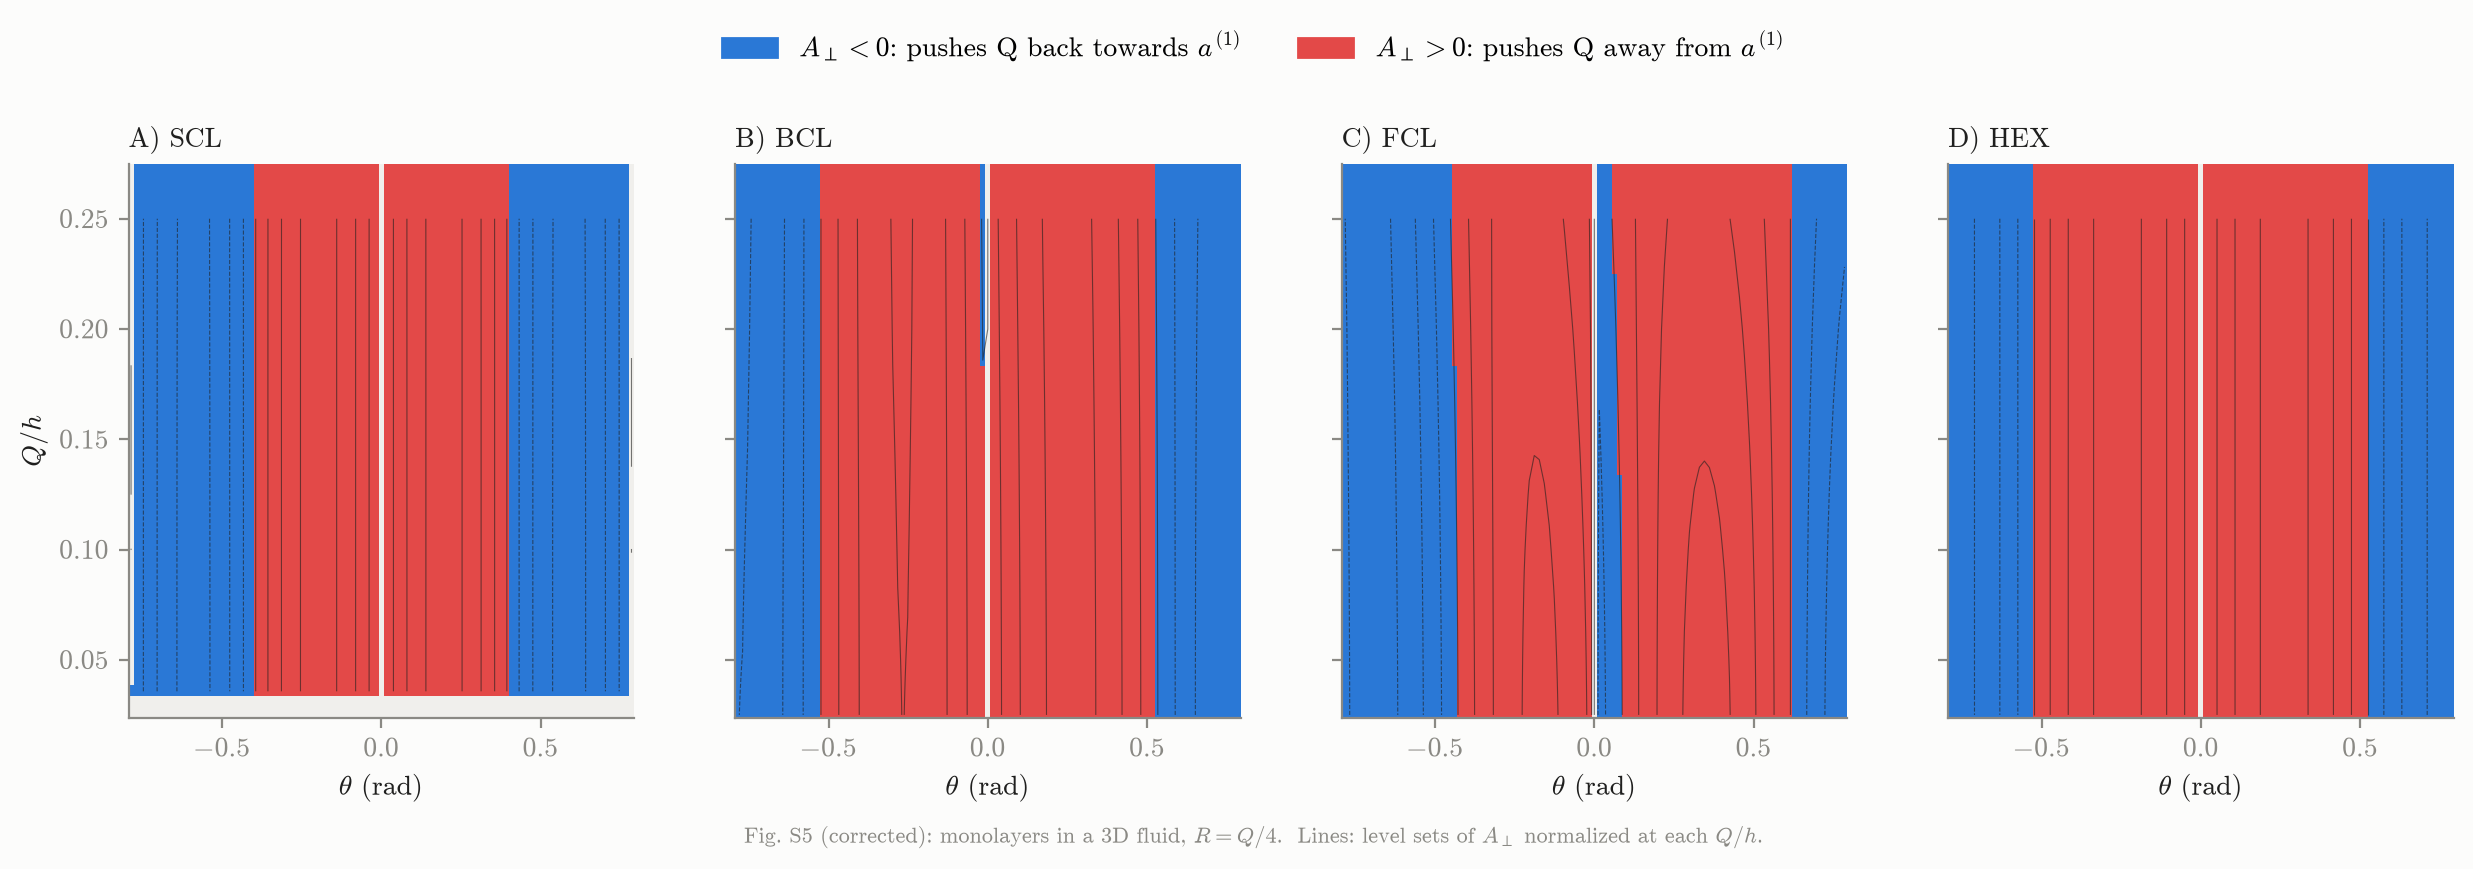 A⊥ < 0: pushes Q back towards a⁽¹⁾
A⊥ > 0: pushes Q away from a⁽¹⁾
A) SCL
B) BCL
C) FCL
D) HEX
0.25
0.20
0.15
0.10
0.05
Q/h
−0.5 0.0 0.5
−0.5 0.0 0.5
−0.5 0.0 0.5
−0.5 0.0 0.5
θ (rad)
θ (rad)
θ (rad)
θ (rad)
Fig. S5 (corrected): monolayers in a 3D fluid, R = Q/4. Lines: level sets of A⊥ normalized at each Q/h.